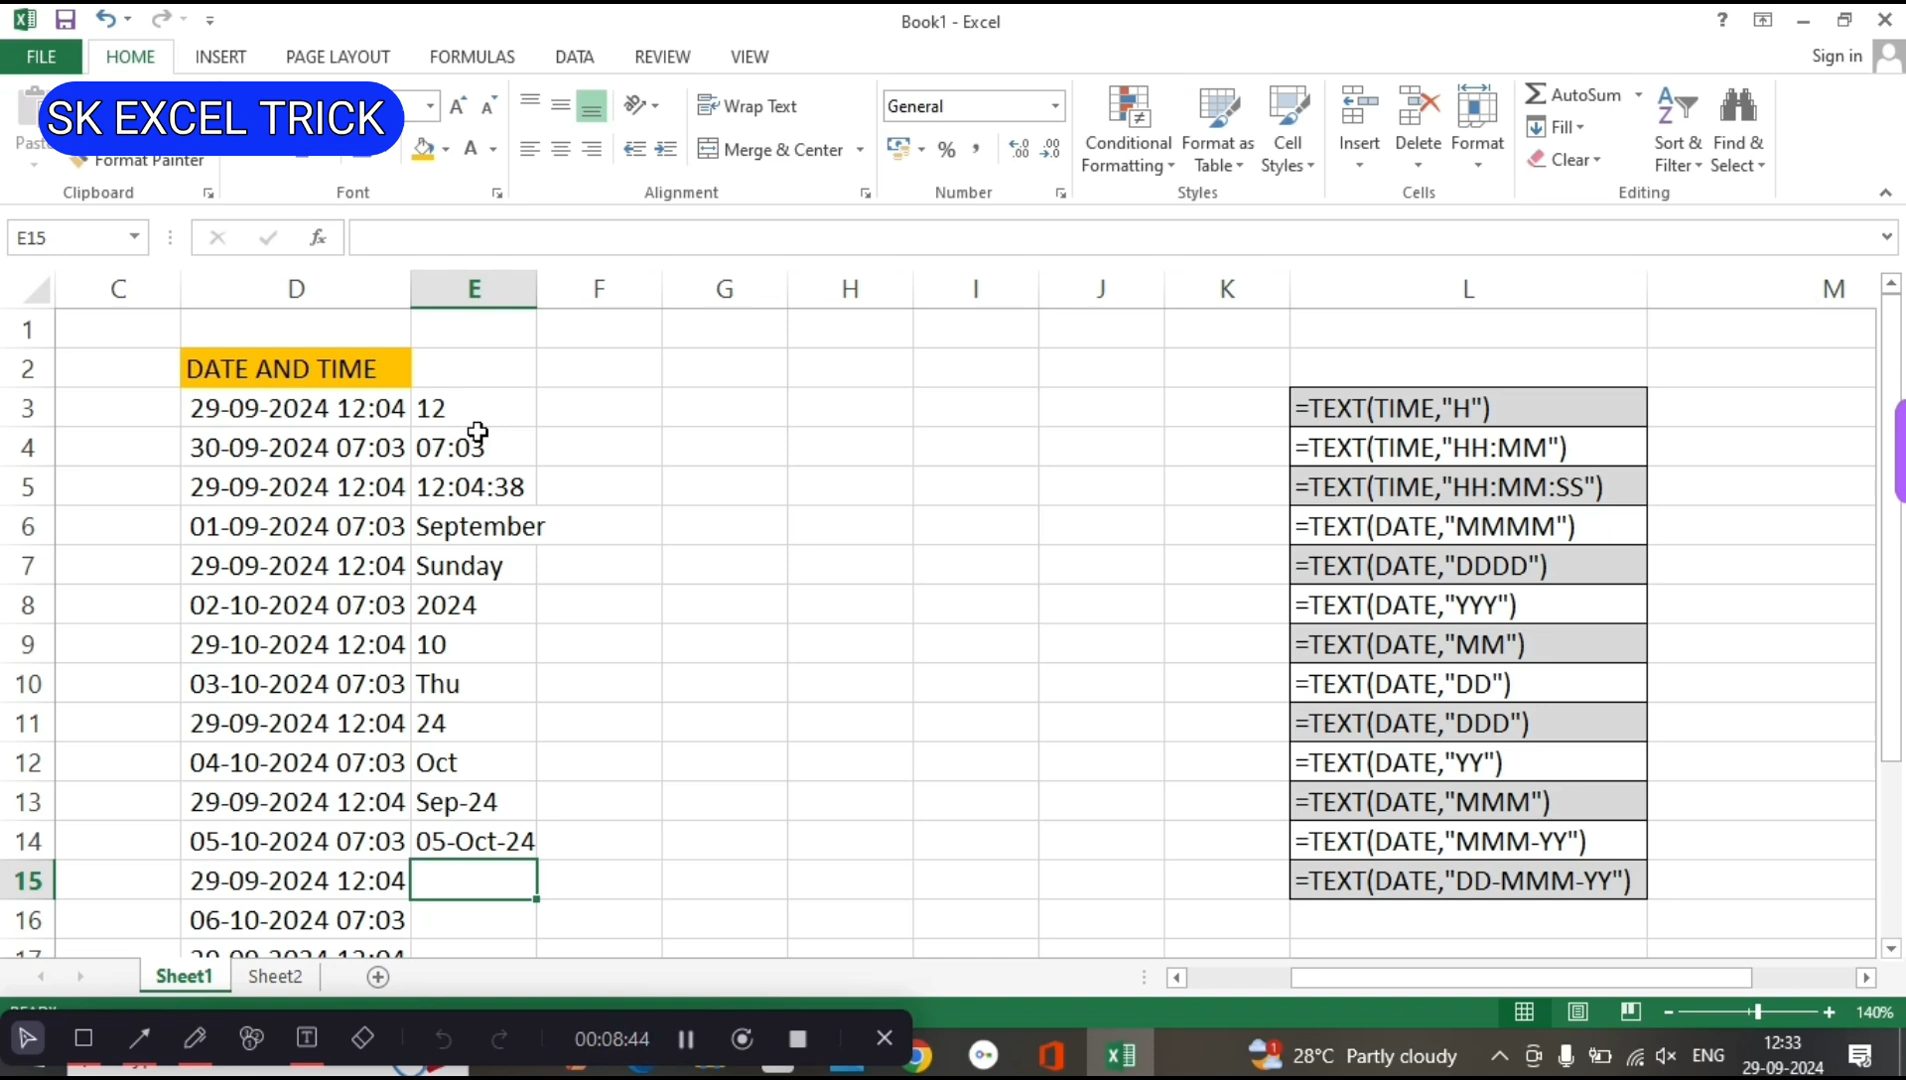 Book1 - Excel
?
FILE HOME INSERT PAGE LAYOUT FORMULAS DATA REVIEW VIEW
Sign in
SK EXCEL TRICK
Format Painter
Wrap Text
Merge & Center
General
Conditional Formatting
Format as Table
Cell Styles
Insert
Delete
Format
AutoSum
Fill
Clear
Sort & Filter
Find & Select
Clipboard Font Alignment Number Styles Cells Editing
E15
fx
C D E F G H I J K L M
1
2 DATE AND TIME
3 29-09-2024 12:04 12 =TEXT(TIME,"H")
4 30-09-2024 07:03 07:03 =TEXT(TIME,"HH:MM")
5 29-09-2024 12:04 12:04:38 =TEXT(TIME,"HH:MM:SS")
6 01-09-2024 07:03 September =TEXT(DATE,"MMMM")
7 29-09-2024 12:04 Sunday =TEXT(DATE,"DDDD")
8 02-10-2024 07:03 2024 =TEXT(DATE,"YYY")
9 29-10-2024 12:04 10 =TEXT(DATE,"MM")
10 03-10-2024 07:03 Thu =TEXT(DATE,"DD")
11 29-09-2024 12:04 24 =TEXT(DATE,"DDD")
12 04-10-2024 07:03 Oct =TEXT(DATE,"YY")
13 29-09-2024 12:04 Sep-24 =TEXT(DATE,"MMM")
14 05-10-2024 07:03 05-Oct-24 =TEXT(DATE,"MMM-YY")
15 29-09-2024 12:04 =TEXT(DATE,"DD-MMM-YY")
16 06-10-2024 07:03
Sheet1 Sheet2
140%
00:08:44
28°C Partly cloudy
ENG
12:33
29-09-2024